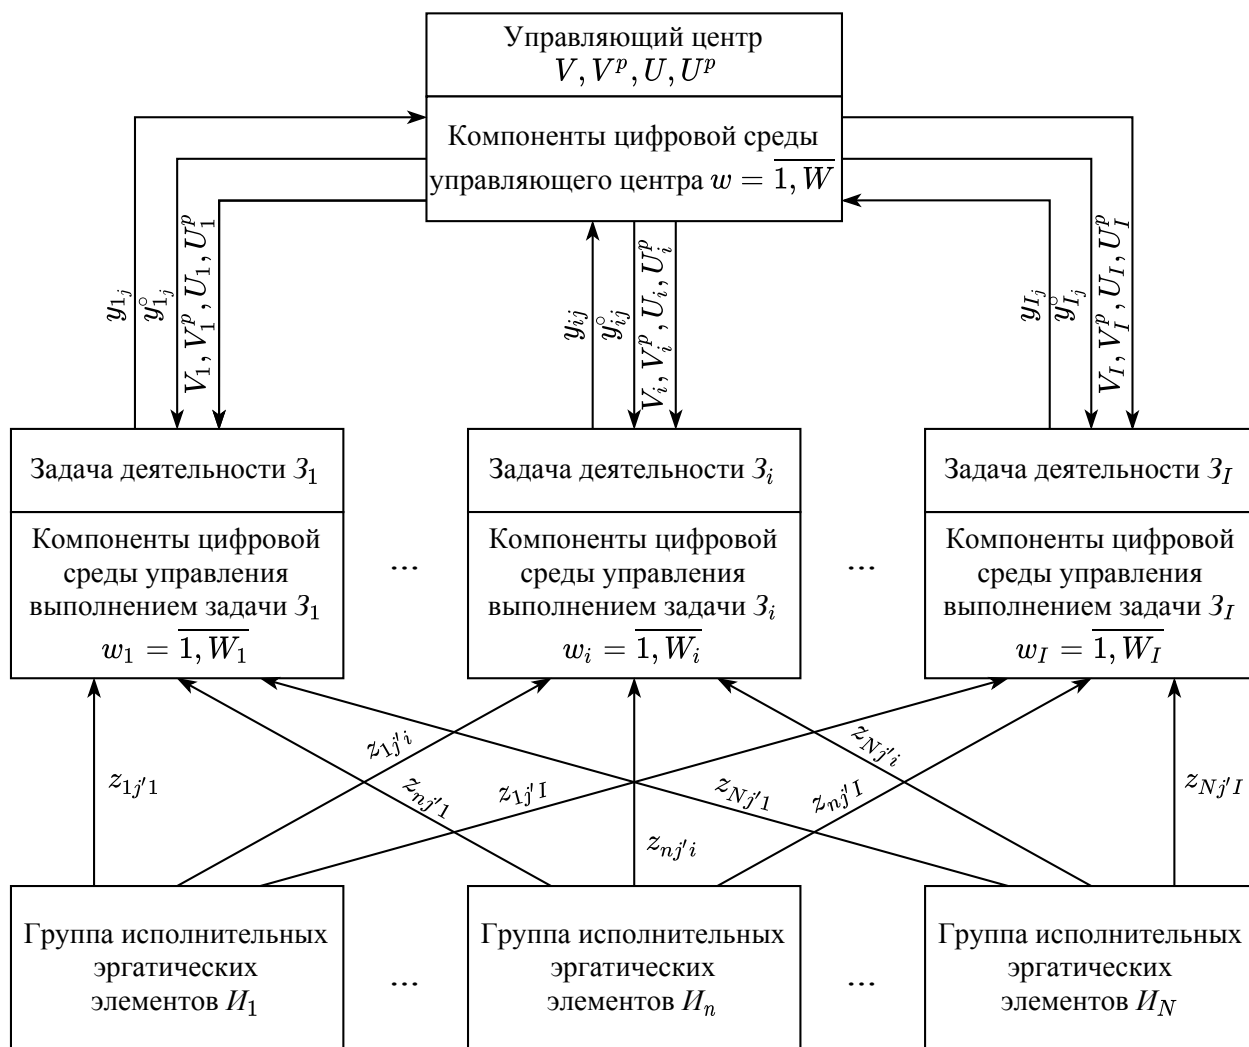 Управляющий центр
V, V^p, U, U^p
Компоненты цифровой среды
управляющего центра w = \overline{1, W}
y_{1_j}
y°_{1_j}
V_1, V_1^p, U_1, U_1^p
y_{ij}
y°_{ij}
V_i, V_i^p, U_i, U_i^p
y_{I_j}
y°_{I_j}
V_I, V_I^p, U_I, U_I^p
Задача деятельности З_1
Компоненты цифровой
среды управления
выполнением задачи З_1
w_1 = \overline{1, W_1}
...
Задача деятельности З_i
Компоненты цифровой
среды управления
выполнением задачи З_i
w_i = \overline{1, W_i}
...
Задача деятельности З_I
Компоненты цифровой
среды управления
выполнением задачи З_I
w_I = \overline{1, W_I}
z_{1j'1}
z_{1j'i}
z_{nj'1}
z_{1j'I}
z_{nj'i}
z_{Nj'1}
z_{nj'I}
z_{Nj'i}
z_{Nj'I}
Группа исполнительных
эргатических
элементов И_1
...
Группа исполнительных
эргатических
элементов И_n
...
Группа исполнительных
эргатических
элементов И_N